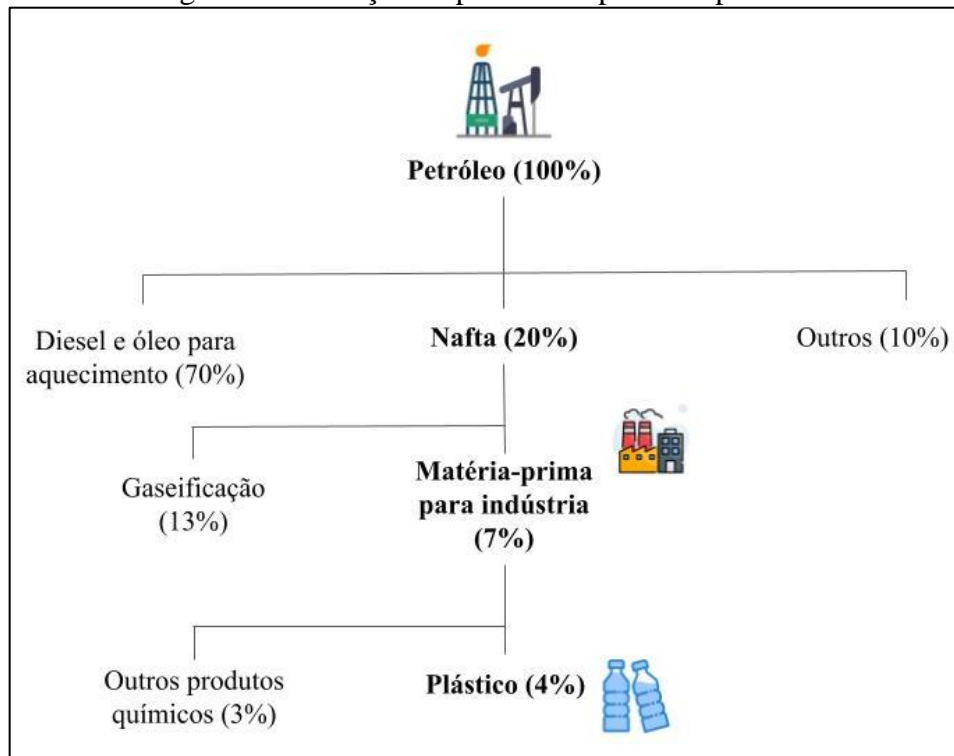 Petróleo (100%)
Diesel e óleo para
aquecimento (70%)
Nafta (20%)
Outros (10%)
Gaseificação
(13%)
Matéria-prima
para indústria
(7%)
Outros produtos
químicos (3%)
Plástico (4%)